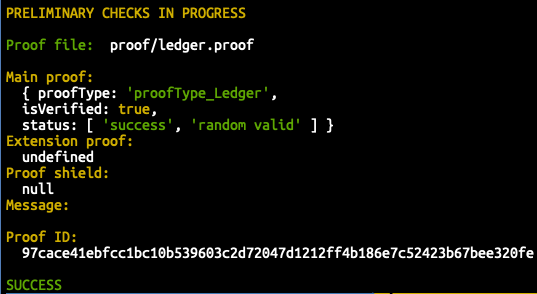 PRELIMINARY CHECKS IN PROGRESS
Proof file:  proof/ledger.proof
Main proof:
{ proofType: 'proofType_Ledger',
isVerified: true,
status: [ 'success', 'random valid' ] }
Extension proof:
undefined
Proof shield:
null
Message:
Proof ID:
97cace41ebfcc1bc10b539603c2d72047d1212ff4b186e7c52423b67bee320fe
SUCCESS